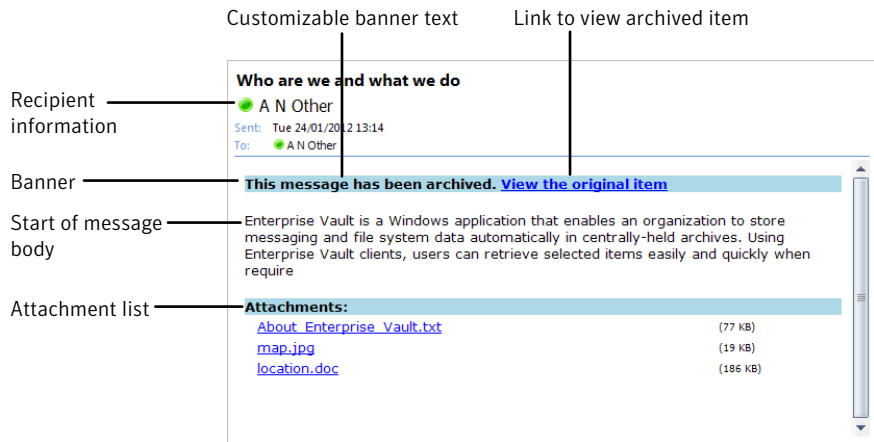 Customizable banner text
Link to view archived item
Who are we and what we do
Recipient
information
A N Other
Sent: Tue 24/01/2012 13:14
To: A N Other
Banner
This message has been archived. View the original item
Start of message
body
Enterprise Vault is a Windows application that enables an organization to store
messaging and file system data automatically in centrally-held archives. Using
Enterprise Vault clients, users can retrieve selected items easily and quickly when
require
Attachment list
Attachments:
About_Enterprise_Vault.txt (77 KB)
map.jpg (19 KB)
location.doc (186 KB)